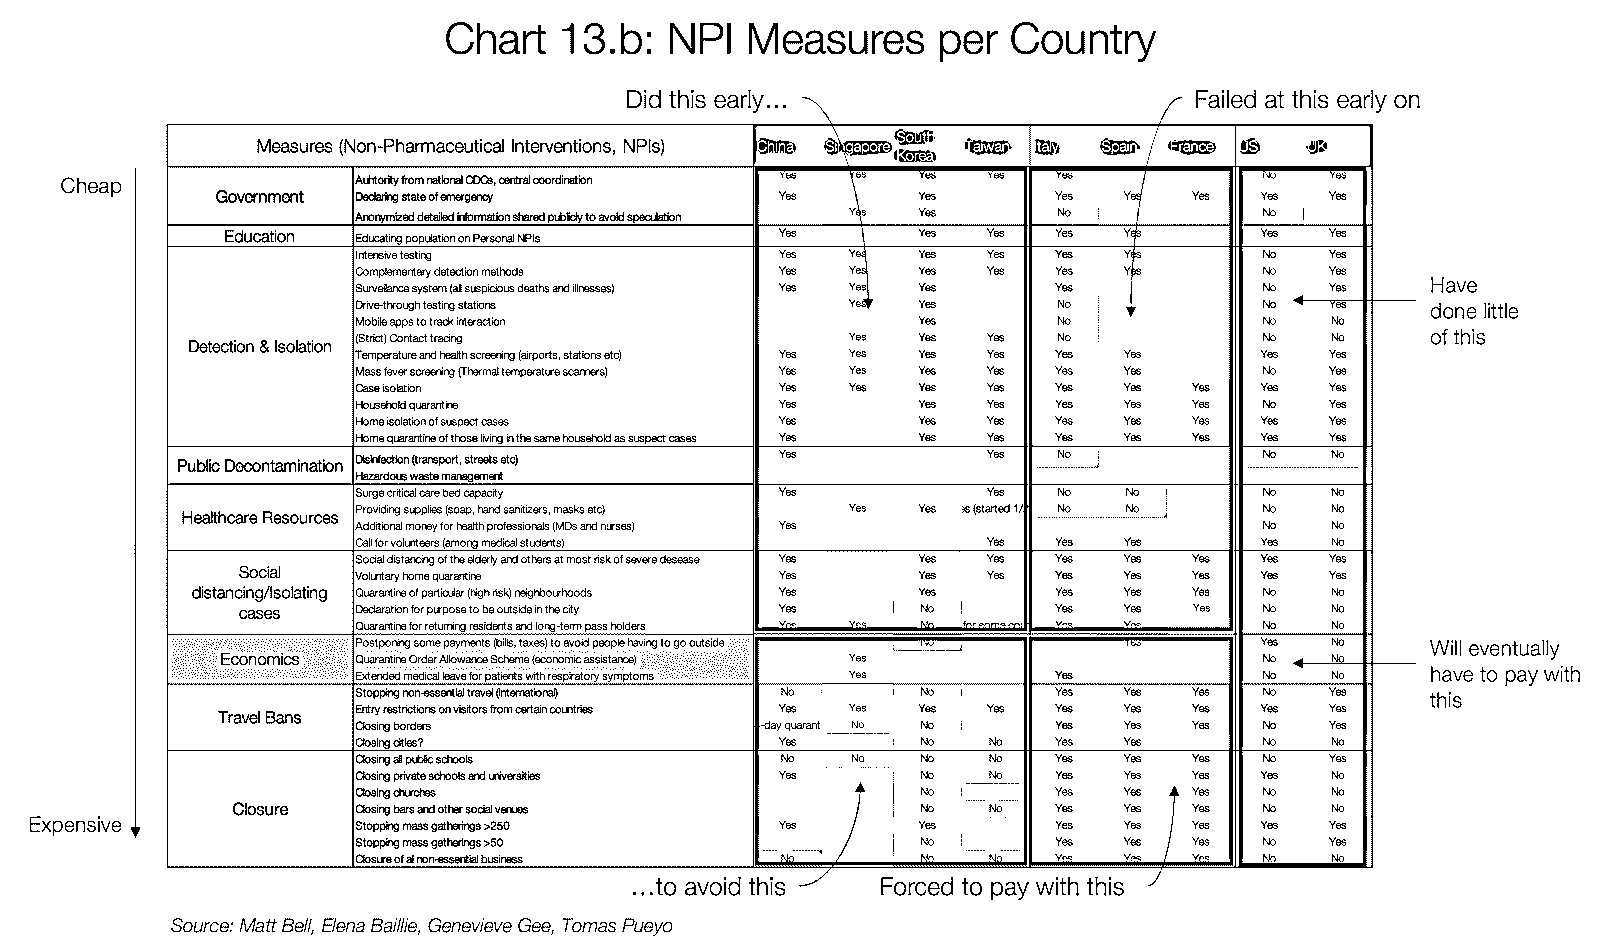 Chart 13.b: NPI Measures per Country
Did this early...
Failed at this early on
Measures (Non-Pharmaceutical Interventions, NPIs) China Singapore South Korea Taiwan Italy Spain France US UK
Cheap
Government
Auhtority from national CDCs, central coordination Yes Yes Yes Yes Yes No Yes
Declaring state of emergency Yes Yes Yes Yes Yes Yes Yes
Anonymized detailed information shared publicly to avoid speculation Yes Yes No No
Education
Educating population on Personal NPIs Yes Yes Yes Yes Yes Yes Yes
Detection & Isolation
Intensive testing Yes Yes Yes Yes Yes Yes No Yes
Complementary detection methods Yes Yes Yes Yes Yes Yes No Yes
Surveillance system (all suspicious deaths and illnesses) Yes Yes Yes Yes No Yes
Drive-through testing stations Yes Yes No No Yes
Mobile apps to track interaction Yes No No No
(Strict) Contact tracing Yes Yes Yes No No No
Temperature and health screening (airports, stations etc) Yes Yes Yes Yes Yes Yes Yes Yes
Mass fever screening (Thermal temperature scanners) Yes Yes Yes Yes Yes Yes No Yes
Case isolation Yes Yes Yes Yes Yes Yes Yes Yes Yes
Household quarantine Yes Yes Yes Yes Yes Yes No Yes
Home isolation of suspect cases Yes Yes Yes Yes Yes Yes Yes Yes
Home quarantine of those living in the same household as suspect cases Yes Yes Yes Yes Yes Yes Yes Yes
Have
done little
of this
Public Decontamination
Disinfection (transport, streets etc) Yes Yes No No No
Hazardous waste management
Healthcare Resources
Surge critical care bed capacity Yes Yes No No No No
Providing supplies (soap, hand sanitizers, masks etc) Yes Yes s (started 1/ No No No No
Additional money for health professionals (MDs and nurses) Yes No No
Call for volunteers (among medical students) Yes Yes Yes Yes No
Social
distancing/Isolating
cases
Social distancing of the elderly and others at most risk of severe desease Yes Yes Yes Yes Yes Yes Yes Yes
Voluntary home quarantine Yes Yes Yes Yes Yes Yes Yes Yes
Quarantine of particular (high risk) neighbourhoods Yes Yes Yes Yes Yes No No
Declaration for purpose to be outside in the city Yes No Yes Yes Yes No No
Quarantine for returning residents and long-term pass holders Yes Yes No for some Yes Yes No No
Economics
Postponing some payments (bills, taxes) to avoid people having to go outside No Yes Yes No
Quarantine Order Allowance Scheme (economic assistance) Yes No No
Extended medical leave for patients with respiratory symptoms Yes Yes No No
Will eventually
have to pay with
this
Travel Bans
Stopping non-essential travel (International) No No Yes Yes Yes No Yes
Entry restrictions on visitors from certain countries Yes Yes Yes Yes Yes Yes Yes Yes Yes
Closing borders -day quarant No No Yes Yes Yes No Yes
Closing cities? Yes No No Yes Yes No No
Closure
Closing all public schools No No No No Yes Yes Yes No Yes
Closing private schools and universities Yes No No Yes Yes Yes Yes No
Closing churches No Yes Yes Yes No No
Closing bars and other social venues No No Yes Yes Yes No No
Stopping mass gatherings >250 Yes Yes Yes Yes Yes Yes Yes
Stopping mass gatherings >50 No Yes Yes Yes No Yes
Closure of al non-essential business No No No Yes Yes Yes No No
Expensive
...to avoid this
Forced to pay with this
Source: Matt Bell, Elena Baillie, Genevieve Gee, Tomas Pueyo